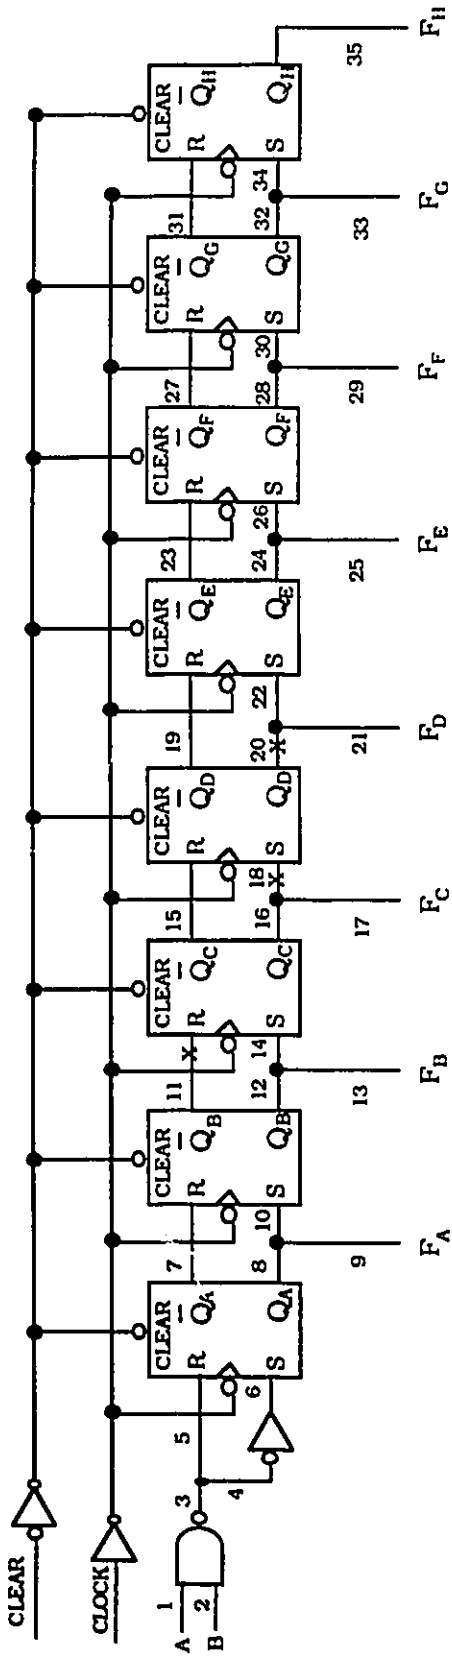 CLEAR
CLOCK
CLEAR CLEAR CLEAR CLEAR CLEAR CLEAR CLEAR CLEAR
Q̄A Q̄B Q̄C Q̄D Q̄E Q̄F Q̄G Q̄H
R R R R R R R R
5 7 11 X 15 19 23 27 31
A 1 3
B 2 4
6 8 10 12 14 16 18 X 20 X 22 24 26 28 30 32 34
S S S S S S S S
QA QB QC QD QE QF QG QH
9 13 17 21 25 29 33 35
FA FB FC FD FE FF FG FH